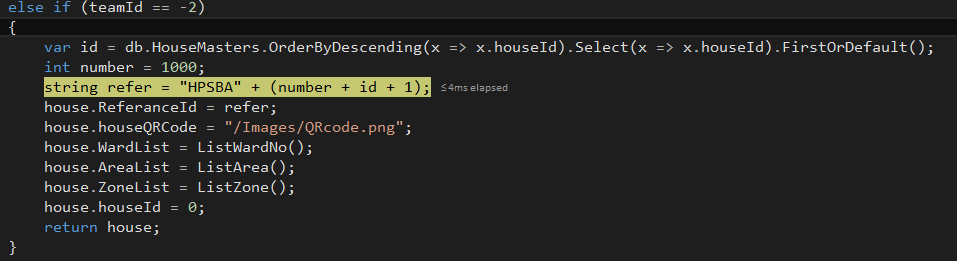 else if (teamId == -2)
{
var id = db.HouseMasters.OrderByDescending(x => x.houseId).Select(x => x.houseId).FirstOrDefault();
int number = 1000;
string refer = "HPSBA" + (number + id + 1); ≤4ms elapsed
house.ReferanceId = refer;
house.houseQRCode = "/Images/QRcode.png";
house.WardList = ListWardNo();
house.AreaList = ListArea();
house.ZoneList = ListZone();
house.houseId = 0;
return house;
}